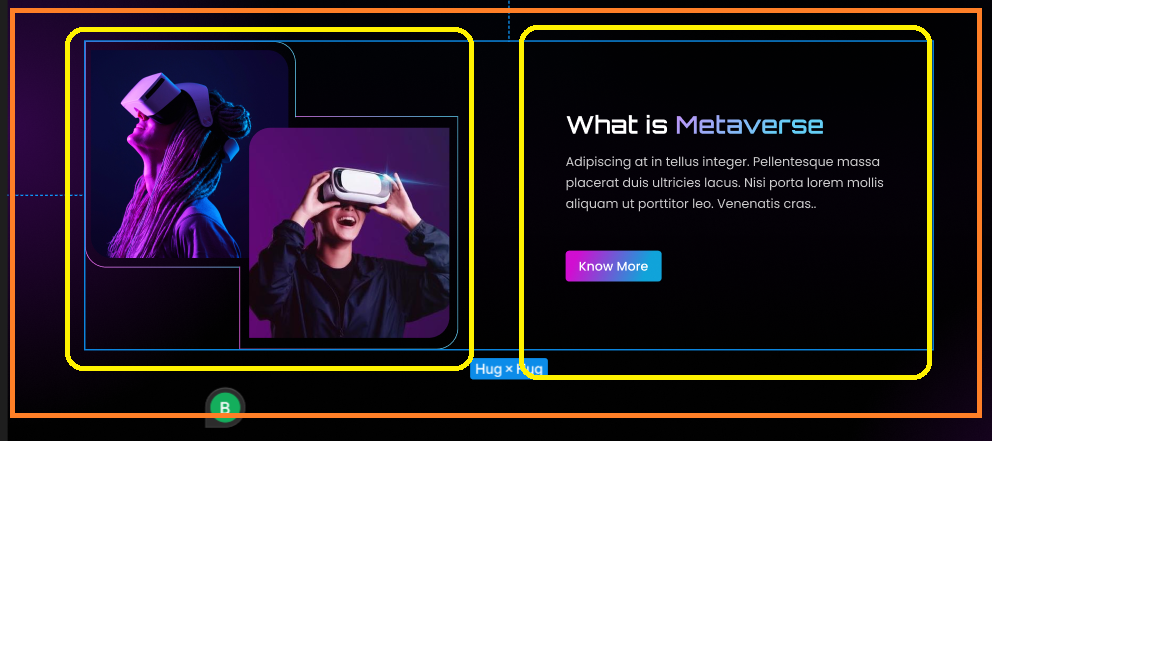 What is Metaverse
Adipiscing at in tellus integer. Pellentesque massa
placerat duis ultricies lacus. Nisi porta lorem mollis
aliquam ut porttitor leo. Venenatis cras..
Know More
Hug × Hug
B